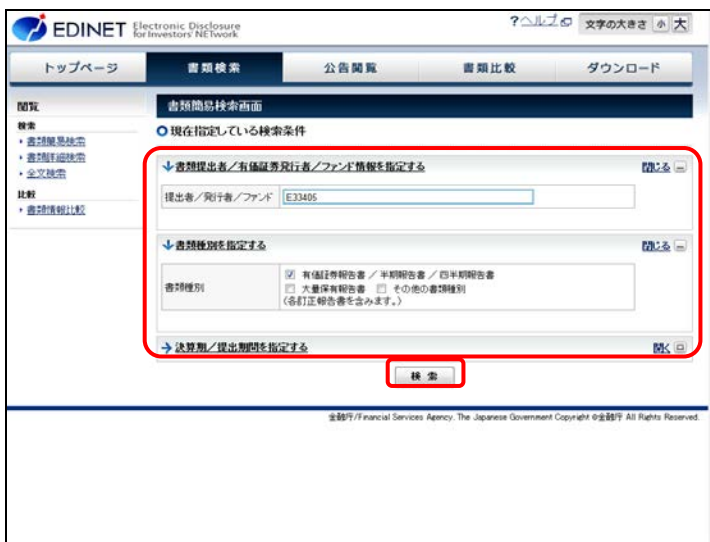 EDINET Electronic Disclosure for Investors' NETwork
?ヘルプ 文字の大きさ 小 大
トップページ 書類検索 公告閲覧 書類比較 ダウンロード
閲覧
検索
書類簡易検索
書類詳細検索
全文検索
比較
書類情報比較
書類簡易検索画面
現在指定している検索条件
書類提出者/有価証券発行者/ファンド情報を指定する 閉じる
提出者/発行者/ファンド E33405
書類種別を指定する 閉じる
書類種別
有価証券報告書 / 半期報告書 / 四半期報告書
大量保有報告書 その他の書類種別
(各訂正報告書を含みます。)
決算期/提出期間を指定する 開く
検 索
金融庁/Financial Services Agency, The Japanese Government Copyright ©金融庁 All Rights Reserved.